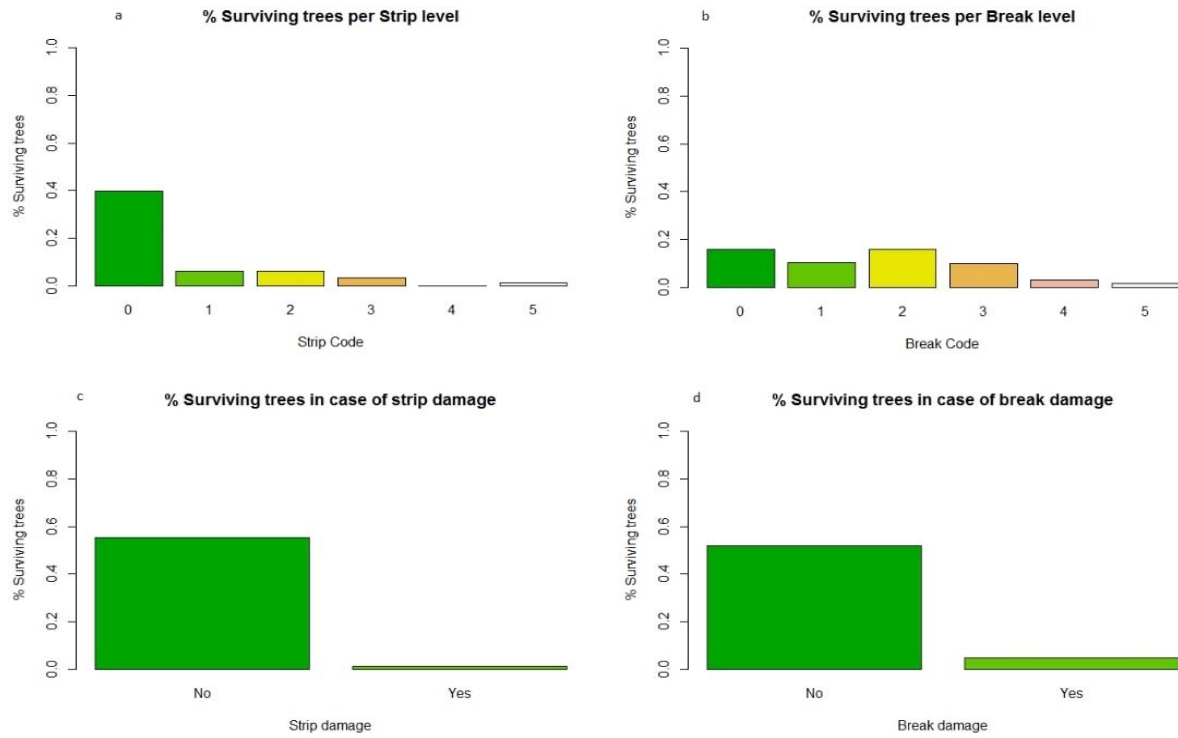 a
% Surviving trees per Strip level
% Surviving trees
1.0
0.8
0.6
0.4
0.2
0.0
0 1 2 3 4 5
Strip Code
b
% Surviving trees per Break level
% Surviving trees
1.0
0.8
0.6
0.4
0.2
0.0
0 1 2 3 4 5
Break Code
c
% Surviving trees in case of strip damage
% Surviving trees
1.0
0.8
0.6
0.4
0.2
0.0
No Yes
Strip damage
d
% Surviving trees in case of break damage
% Surviving trees
1.0
0.8
0.6
0.4
0.2
0.0
No Yes
Break damage